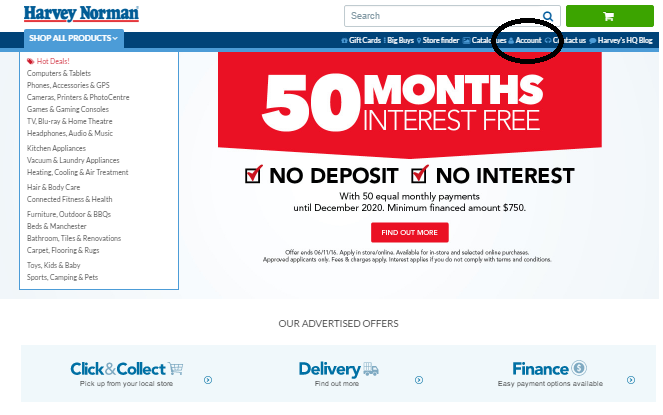 Harvey Norman
Search
SHOP ALL PRODUCTS
Gift Cards Big Buys Store finder Catalogues Account Contact us Harvey's HQ Blog
Hot Deals!
Computers & Tablets
Phones, Accessories & GPS
Cameras, Printers & PhotoCentre
Games & Gaming Consoles
TV, Blu-ray & Home Theatre
Headphones, Audio & Music
Kitchen Appliances
Vacuum & Laundry Appliances
Heating, Cooling & Air Treatment
Hair & Body Care
Connected Fitness & Health
Furniture, Outdoor & BBQs
Beds & Manchester
Bathroom, Tiles & Renovations
Carpet, Flooring & Rugs
Toys, Kids & Baby
Sports, Camping & Pets
50 MONTHS
INTEREST FREE
NO DEPOSIT NO INTEREST
With 50 equal monthly payments
until December 2020. Minimum financed amount $750.
FIND OUT MORE
Offer ends 06/11/16. Apply in store/online. Available for in-store and selected online purchases.
Approved applicants only. Fees & charges apply. Interest applies if you do not comply with terms and conditions.
OUR ADVERTISED OFFERS
Click&Collect
Pick up from your local store
Delivery
Find out more
Finance
Easy payment options available